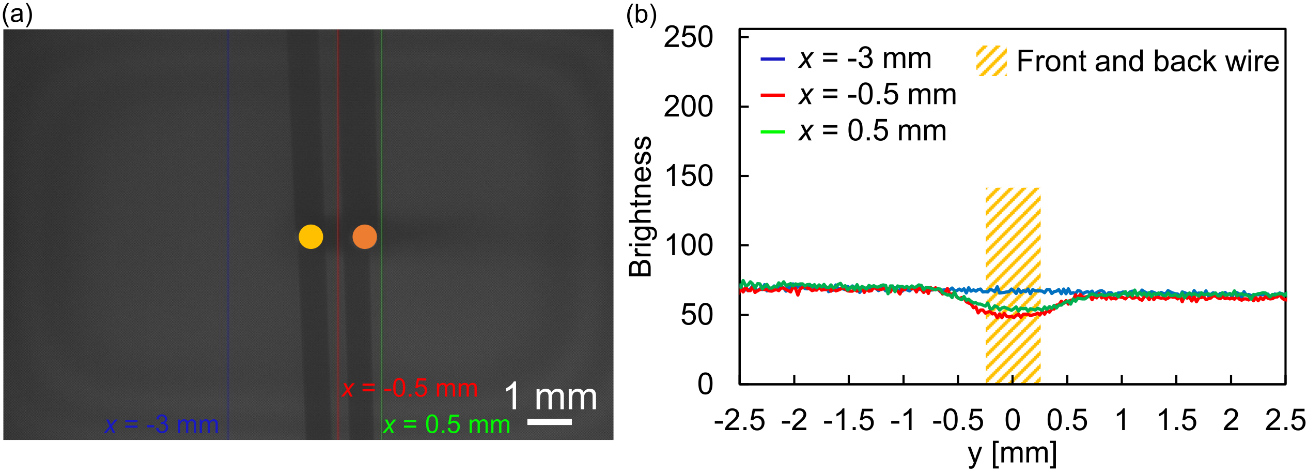 (a)
x = -0.5 mm
1 mm
x = -3 mm
x = 0.5 mm
(b)
250
200
150
100
50
0
Brightness
x = -3 mm
x = -0.5 mm
x = 0.5 mm
Front and back wire
-2.5 -2 -1.5 -1 -0.5 0 0.5 1 1.5 2 2.5
y [mm]